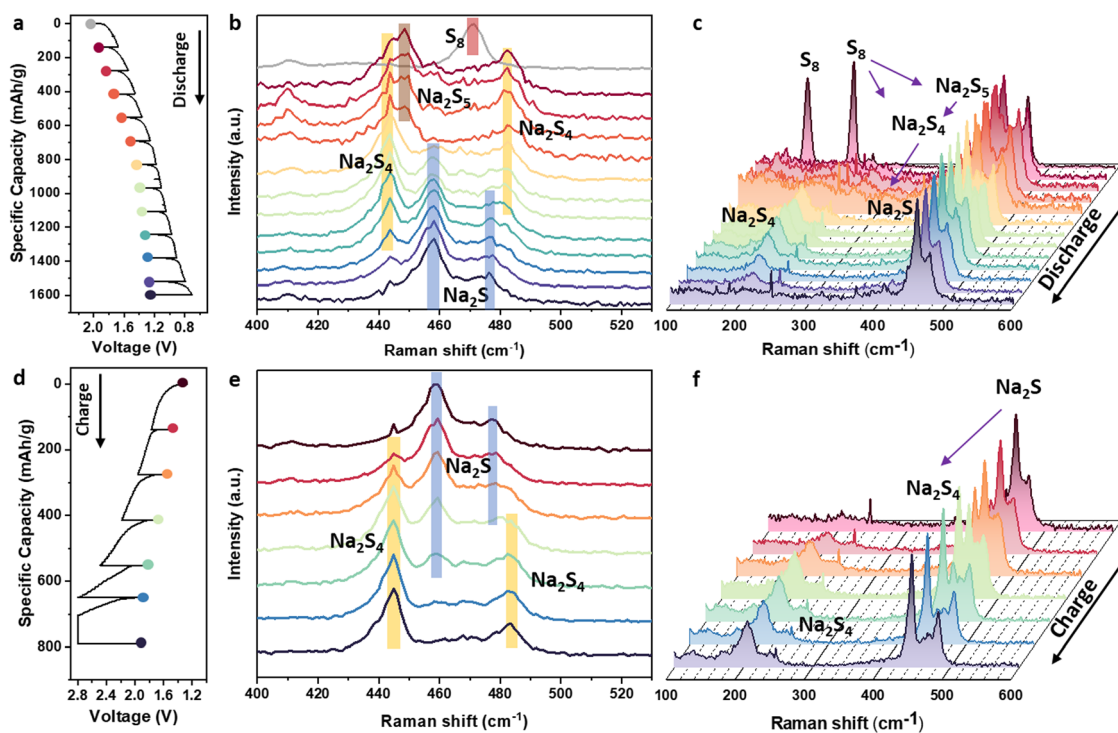 a
Specific Capacity (mAh/g)
0
200
400
600
800
1000
1200
1400
1600
Discharge
2.0 1.6 1.2 0.8
Voltage (V)
b
Intensity (a.u.)
S₈
Na₂S₅
Na₂S₄
Na₂S₄
Na₂S
400 420 440 460 480 500 520
Raman shift (cm⁻¹)
c
S₈
S₈
Na₂S₅
Na₂S₄
Na₂S₄
Na₂S
Discharge
100 200 300 400 500 600
Raman shift (cm⁻¹)
d
Specific Capacity (mAh/g)
0
200
400
600
800
Charge
2.8 2.4 2.0 1.6 1.2
Voltage (V)
e
Intensity (a.u.)
Na₂S
Na₂S₄
Na₂S₄
400 420 440 460 480 500 520
Raman shift (cm⁻¹)
f
Na₂S
Na₂S₄
Na₂S₄
Charge
100 200 300 400 500 600
Raman shift (cm⁻¹)